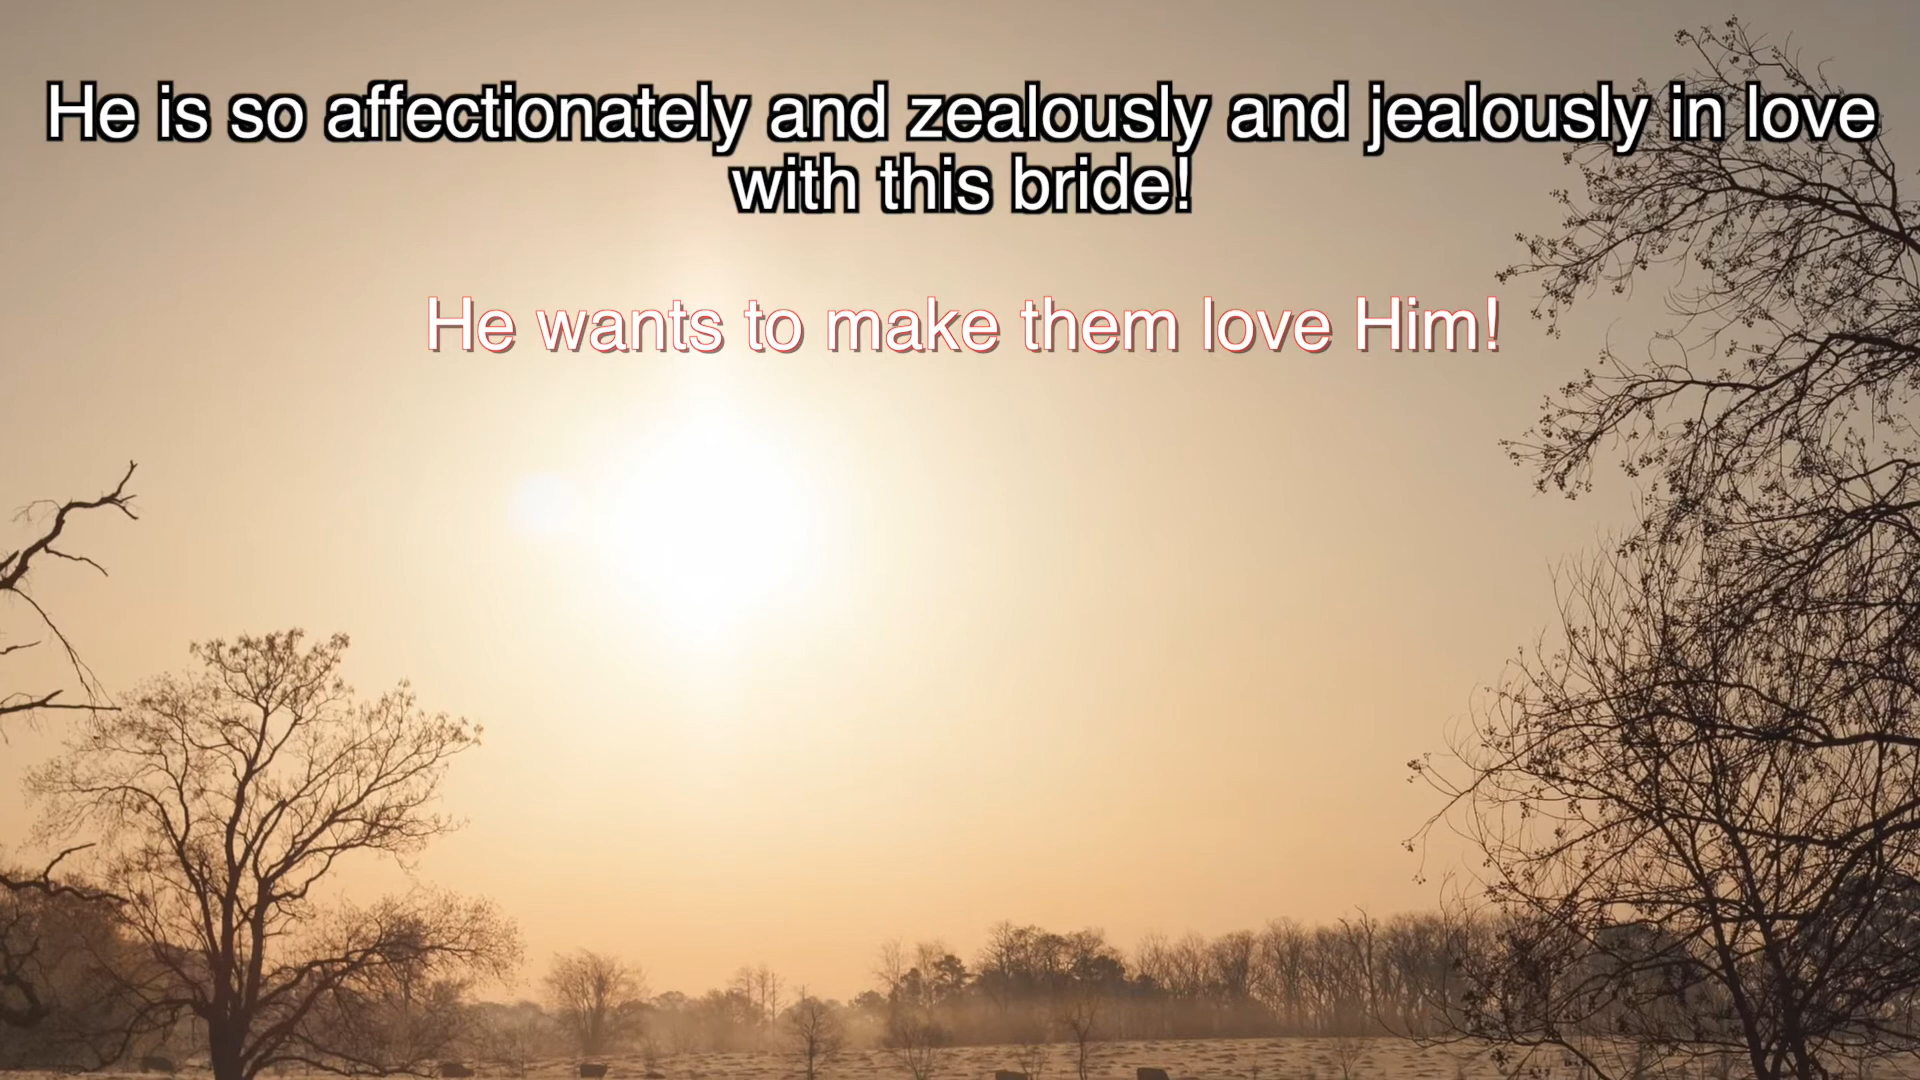 He is so affectionately and zealously and jealously in love
with this bride!
He wants to make them love Him!